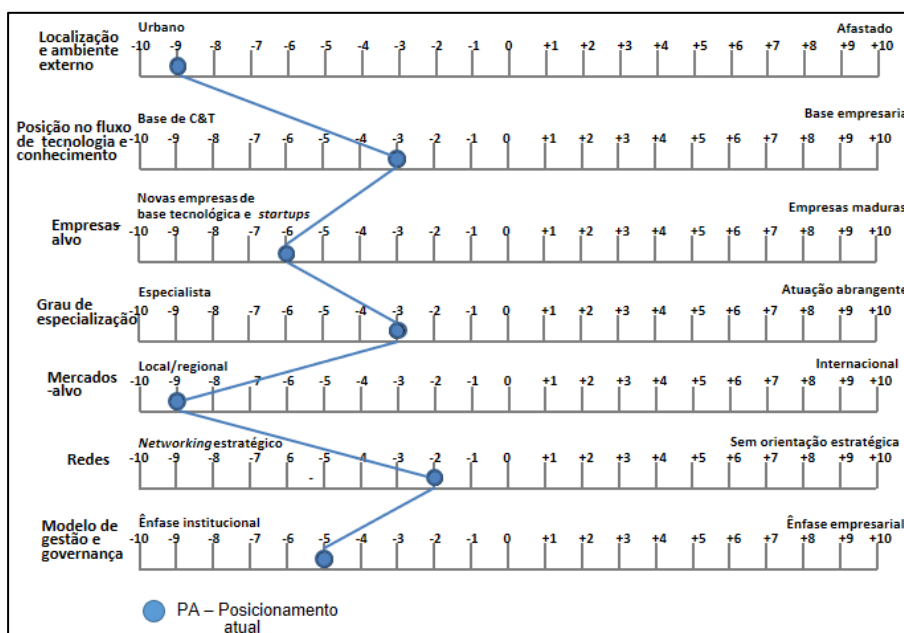 Localização
e ambiente
externo
Urbano
Afastado
-10 -9 -8 -7 -6 -5 -4 -3 -2 -1 0 +1 +2 +3 +4 +5 +6 +7 +8 +9 +10
Posição no fluxo
de tecnologia e
conhecimento
Base de C&T
Base empresaria
-10 -9 -8 -7 -6 -5 -4 -3 -2 -1 0 +1 +2 +3 +4 +5 +6 +7 +8 +9 +10
Empresas-
alvo
Novas empresas de
base tecnológica e startups
Empresas maduras
-10 -9 -8 -7 -6 -5 -4 -3 -2 -1 0 +1 +2 +3 +4 +5 +6 +7 +8 +9 +10
Grau de
especialização
Especialista
Atuação abrangente
-10 -9 -8 -7 -6 -5 -4 -3 -2 -1 0 +1 +2 +3 +4 +5 +6 +7 +8 +9 +10
Mercados
-alvo
Local/regional
Internacional
-10 -9 -8 -7 -6 -5 -4 -3 -2 -1 0 +1 +2 +3 +4 +5 +6 +7 +8 +9 +10
Redes
Networking estratégico
Sem orientação estratégica
-10 -9 -8 -7 -6 -5 -4 -3 -2 -1 0 +1 +2 +3 +4 +5 +6 +7 +8 +9 +10
-
Modelo de
gestão e
governança
Ênfase institucional
Ênfase empresarial
-10 -9 -8 -7 -6 -5 -4 -3 -2 -1 0 +1 +2 +3 +4 +5 +6 +7 +8 +9 +10
PA – Posicionamento
atual